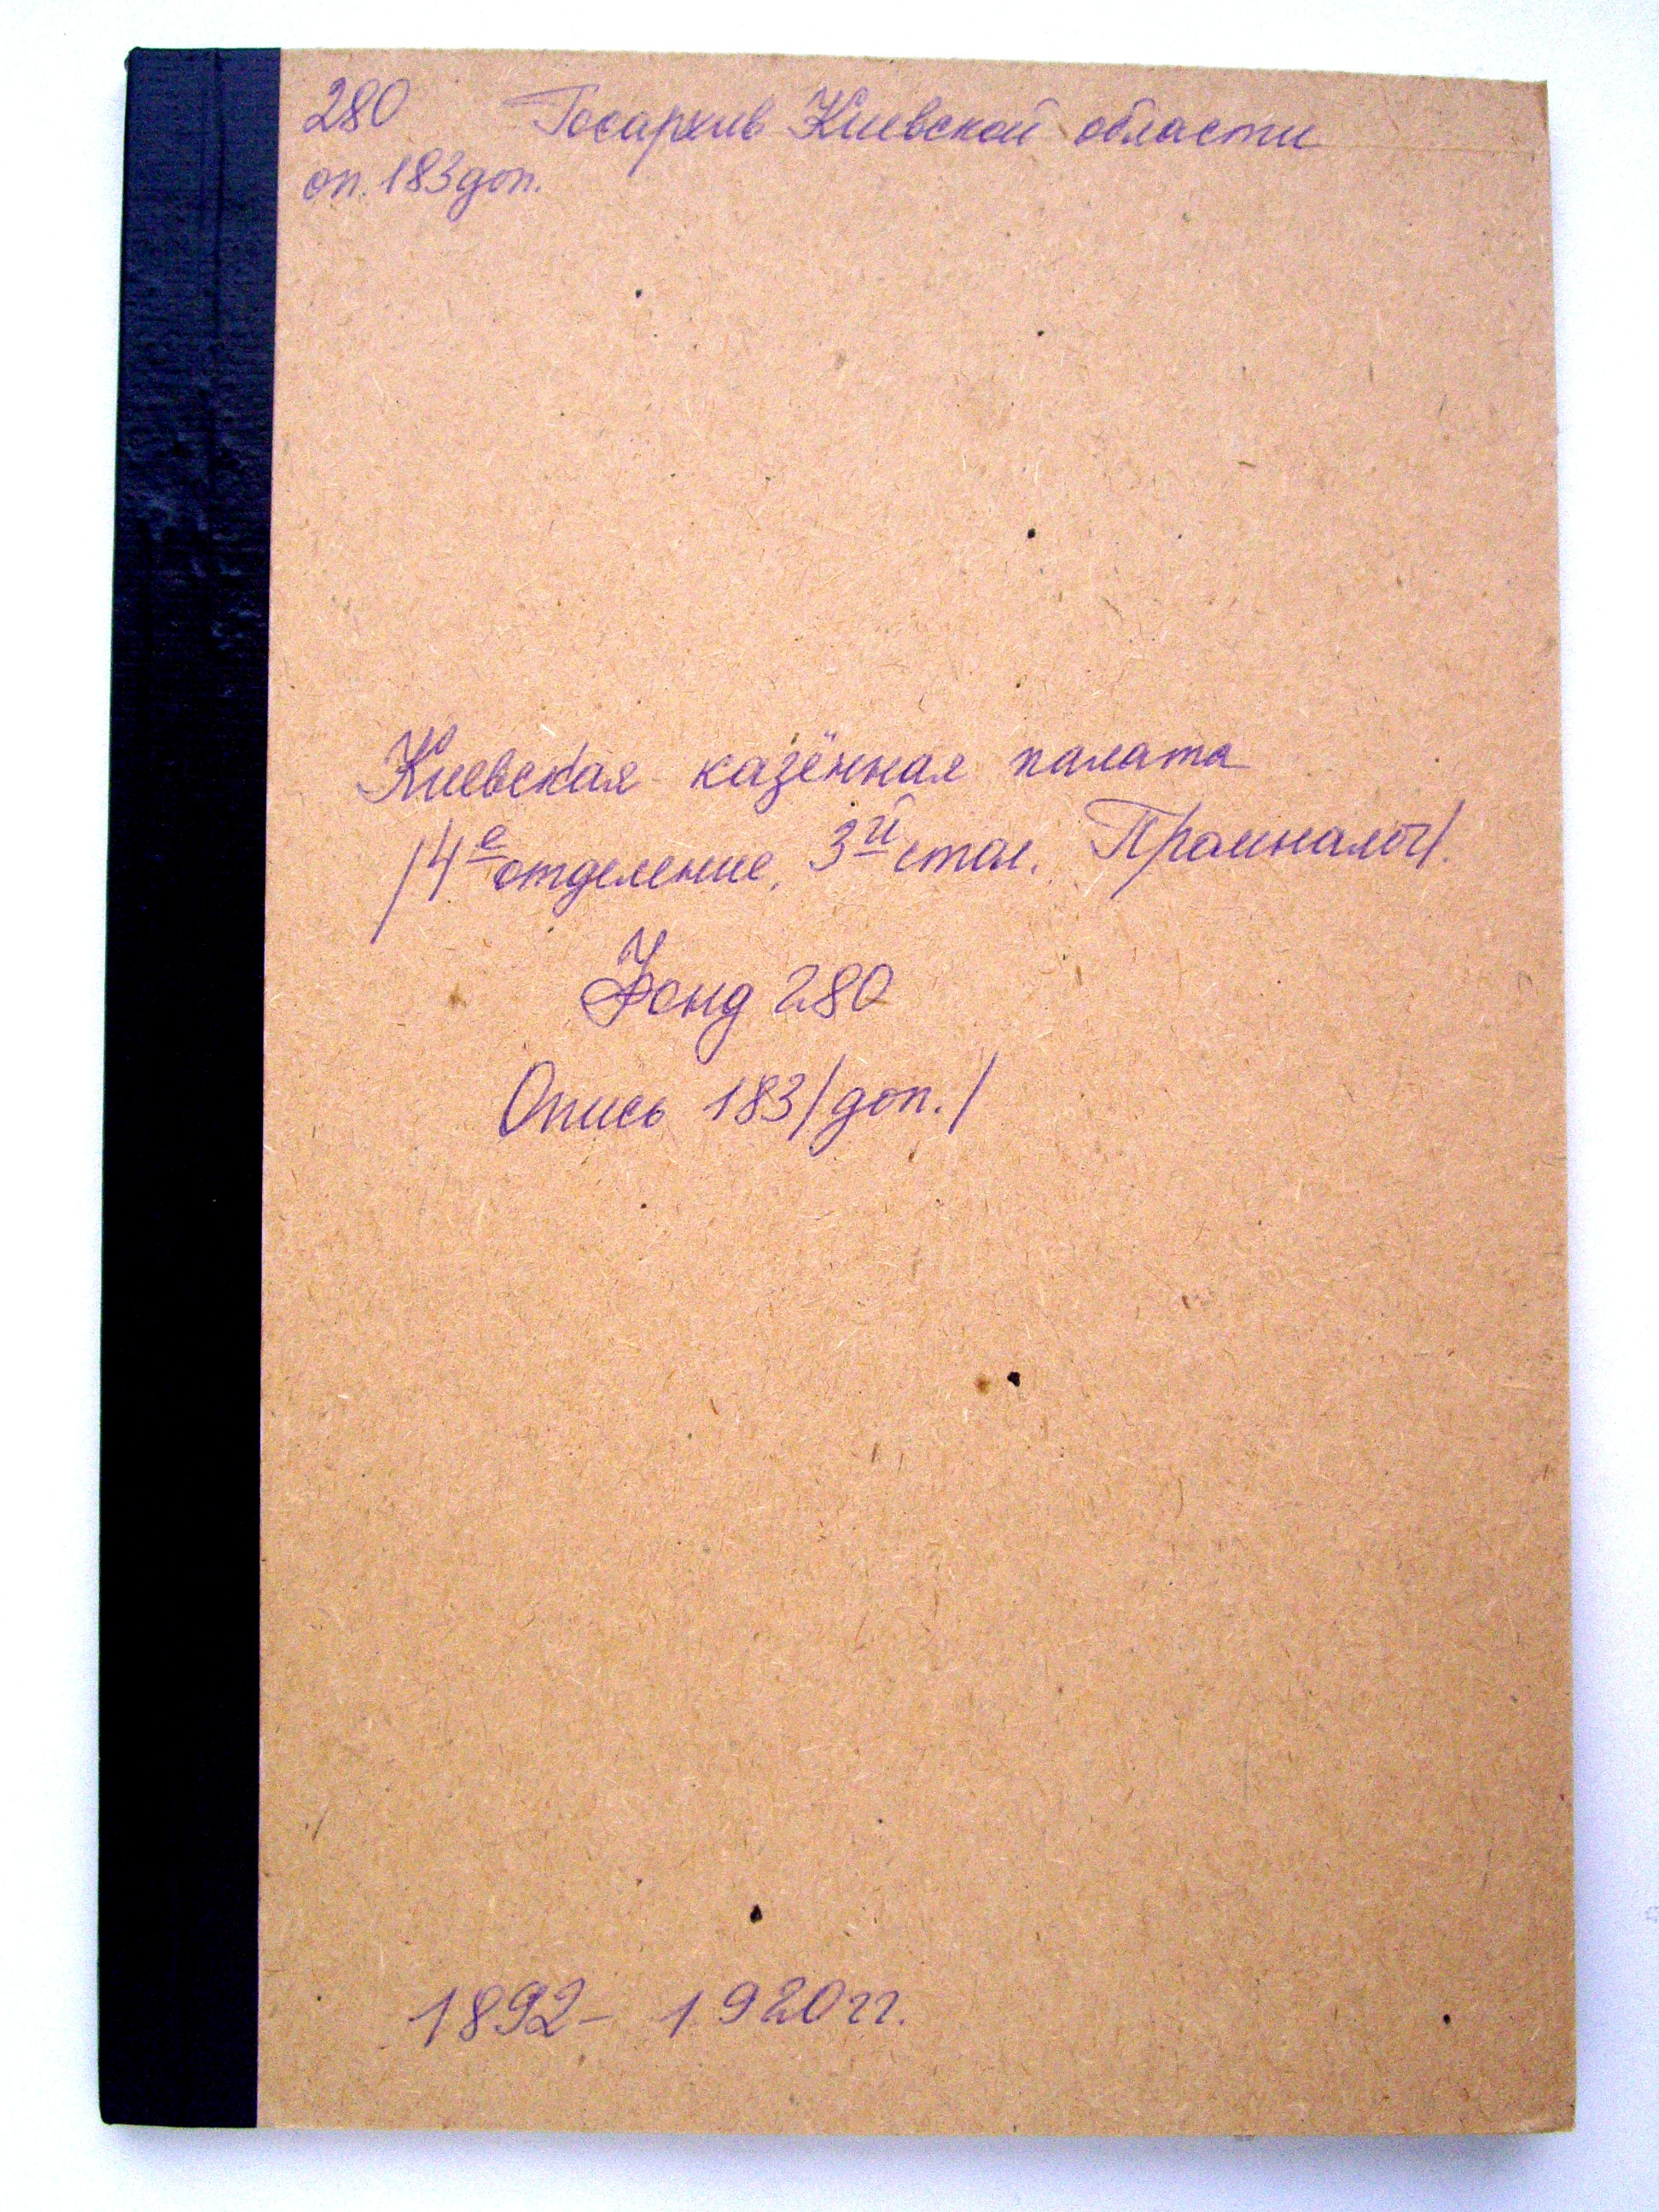 280 Госархив Киевской области
оп. 183доп.
Киевская казённая палата
/4е отделение, 3й стол. Промналог/.
Фонд 280
Опись 183/доп./
1892- 1920гг.